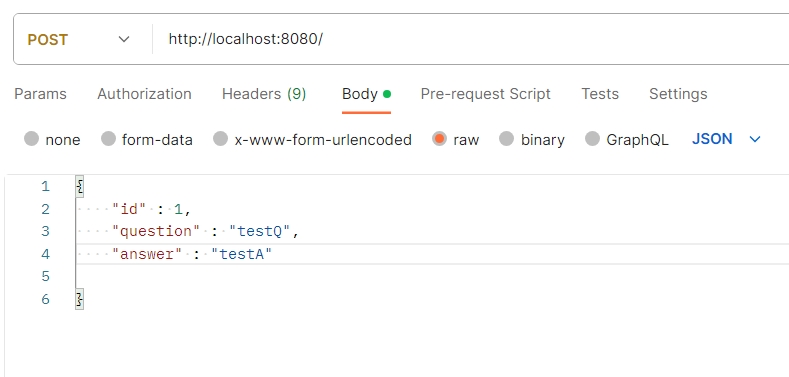 POST http://localhost:8080/
Params Authorization Headers (9) Body Pre-request Script Tests Settings
none form-data x-www-form-urlencoded raw binary GraphQL JSON
1 {
2 "id" : 1,
3 "question" : "testQ",
4 "answer" : "testA"
5
6 }